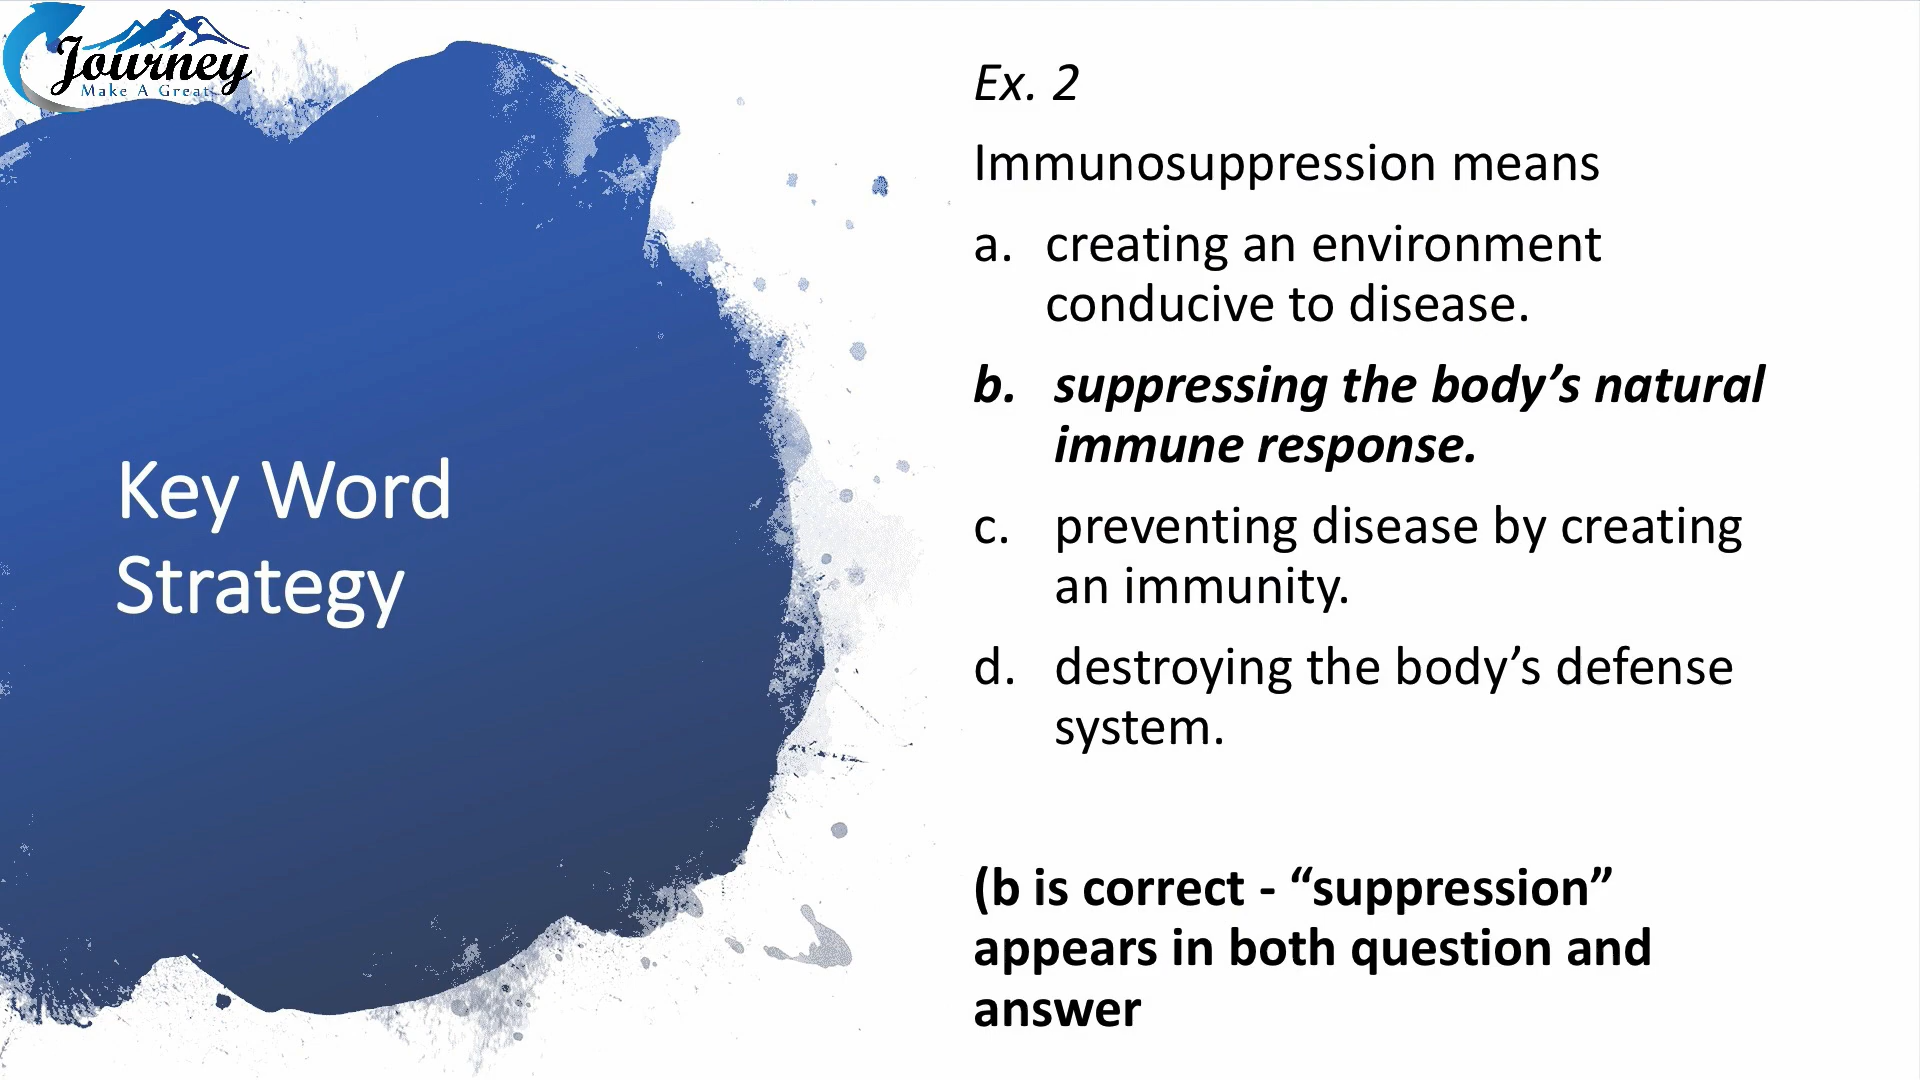 Journey
Make A Great
Key Word
Strategy
Ex. 2
Immunosuppression means
a. creating an environment
conducive to disease.
b. suppressing the body’s natural
immune response.
c. preventing disease by creating
an immunity.
d. destroying the body’s defense
system.
(b is correct - “suppression”
appears in both question and
answer